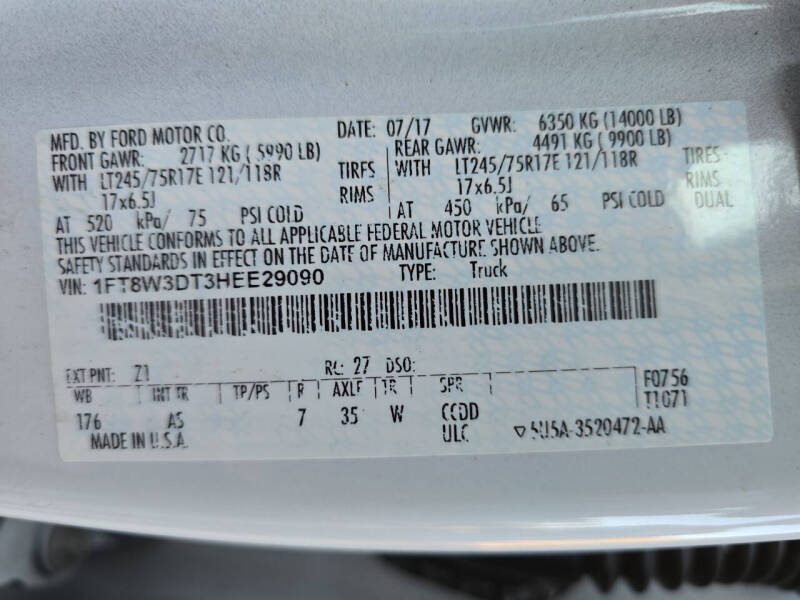 MFD. BY FORD MOTOR CO. DATE: 07/17 GVWR: 6350 KG (14000 LB)
FRONT GAWR: 2717 KG (5990 LB) REAR GAWR: 4491 KG (9900 LB)
WITH LT245/75R17E 121/118R TIRES WITH LT245/75R17E 121/118R TIRES
17x6.5J RIMS 17x6.5J RIMS
AT 520 kPa/ 75 PSI COLD AT 450 kPa/ 65 PSI COLD DUAL
THIS VEHICLE CONFORMS TO ALL APPLICABLE FEDERAL MOTOR VEHICLE
SAFETY STANDARDS IN EFFECT ON THE DATE OF MANUFACTURE SHOWN ABOVE.
VIN: 1FT8W3DT3HEE29090 TYPE: Truck
EXT PNT: Z1 RC: 27 DSO:
WB INT TR TP/PS R AXLE TR SPR F0756
176 AS 7 35 W CCDD T1071
MADE IN U.S.A. ULC ▽5U5A-3520472-AA